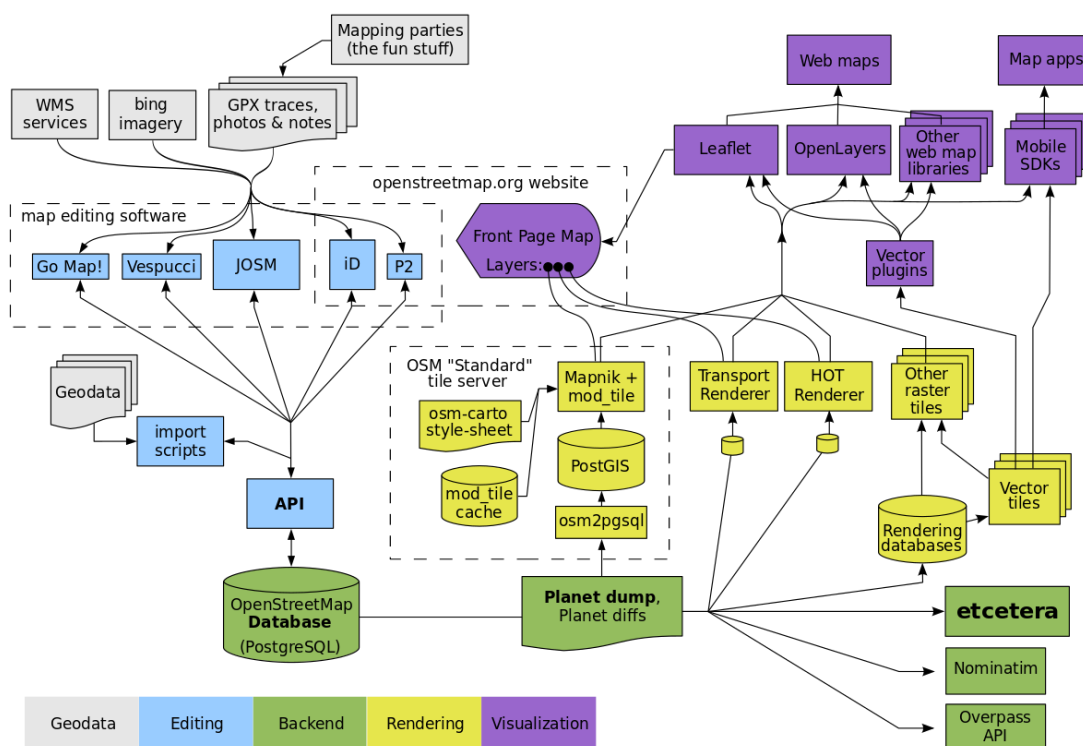 Mapping parties
(the fun stuff)
WMS
services
bing
imagery
GPX traces,
photos & notes
Web maps
Map apps
Leaflet
OpenLayers
Other
web map
libraries
Mobile
SDKs
openstreetmap.org website
map editing software
Go Map!
Vespucci
JOSM
iD
P2
Front Page Map
Layers:
Vector
plugins
Geodata
import
scripts
API
OSM "Standard"
tile server
Mapnik +
mod_tile
osm-carto
style-sheet
PostGIS
mod_tile
cache
osm2pgsql
Transport
Renderer
HOT
Renderer
Other
raster
tiles
Vector
tiles
Rendering
databases
OpenStreetMap
Database
(PostgreSQL)
Planet dump,
Planet diffs
etcetera
Nominatim
Overpass
API
Geodata
Editing
Backend
Rendering
Visualization